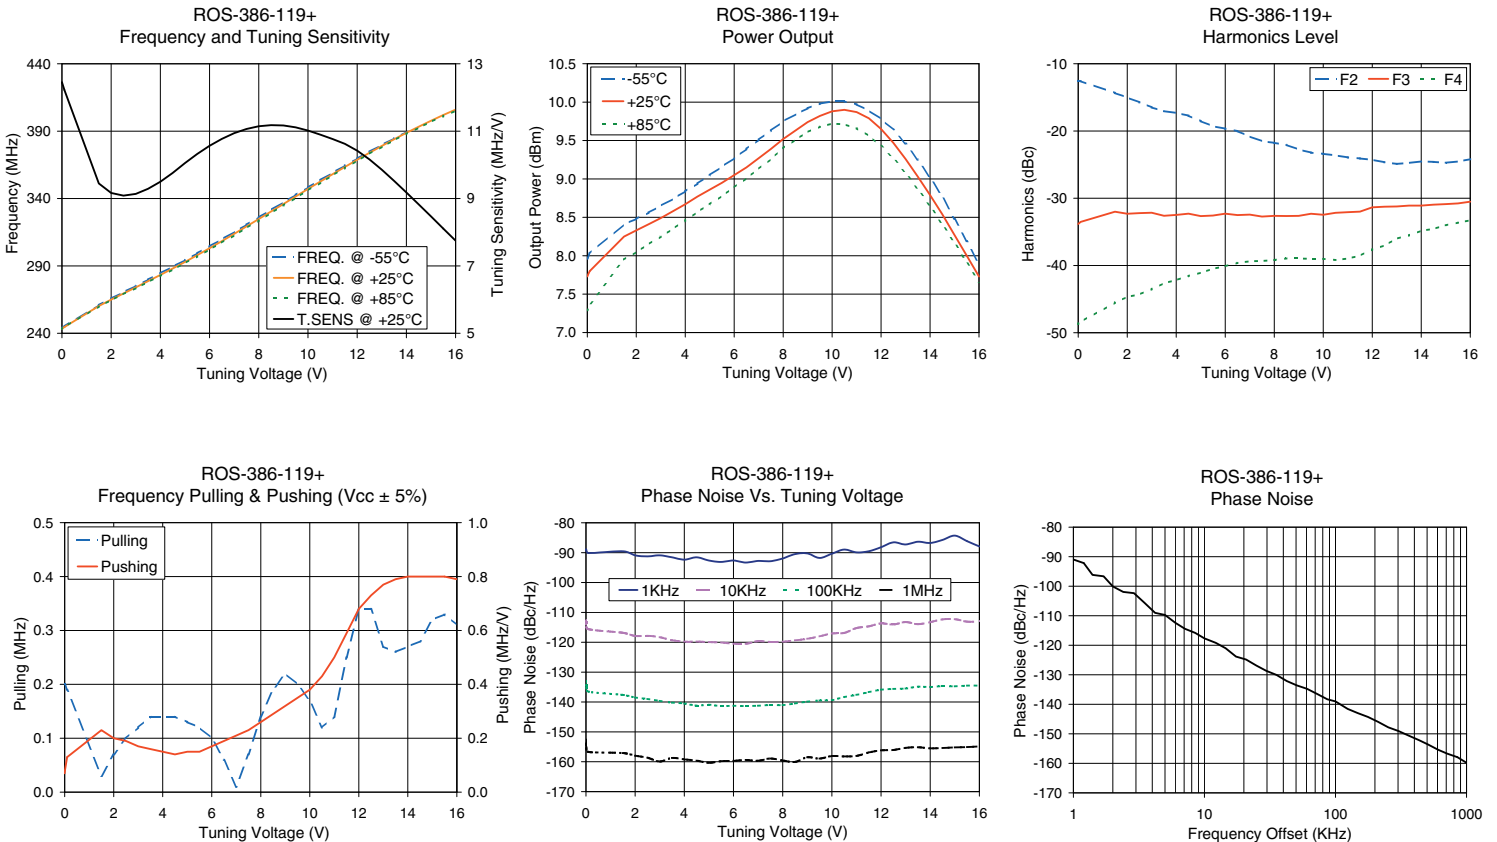 ROS-386-119+
Frequency and Tuning Sensitivity
440
390
340
290
240
13
11
9
7
5
Frequency (MHz)
Tuning Sensitivity (MHz/V)
FREQ. @ -55°C
FREQ. @ +25°C
FREQ. @ +85°C
T.SENS @ +25°C
0 2 4 6 8 10 12 14 16
Tuning Voltage (V)
ROS-386-119+
Power Output
10.5
10.0
9.5
9.0
8.5
8.0
7.5
7.0
Output Power (dBm)
-55°C
+25°C
+85°C
0 2 4 6 8 10 12 14 16
Tuning Voltage (V)
ROS-386-119+
Harmonics Level
-10
-20
-30
-40
-50
Harmonics (dBc)
F2 F3 F4
0 2 4 6 8 10 12 14 16
Tuning Voltage (V)
ROS-386-119+
Frequency Pulling & Pushing (Vcc ± 5%)
0.5
0.4
0.3
0.2
0.1
0.0
1.0
0.8
0.6
0.4
0.2
0.0
Pulling (MHz)
Pushing (MHz/V)
Pulling
Pushing
0 2 4 6 8 10 12 14 16
Tuning Voltage (V)
ROS-386-119+
Phase Noise Vs. Tuning Voltage
-80
-90
-100
-110
-120
-130
-140
-150
-160
-170
Phase Noise (dBc/Hz)
1KHz 10KHz 100KHz 1MHz
0 2 4 6 8 10 12 14 16
Tuning Voltage (V)
ROS-386-119+
Phase Noise
-80
-90
-100
-110
-120
-130
-140
-150
-160
-170
Phase Noise (dBc/Hz)
1 10 100 1000
Frequency Offset (KHz)